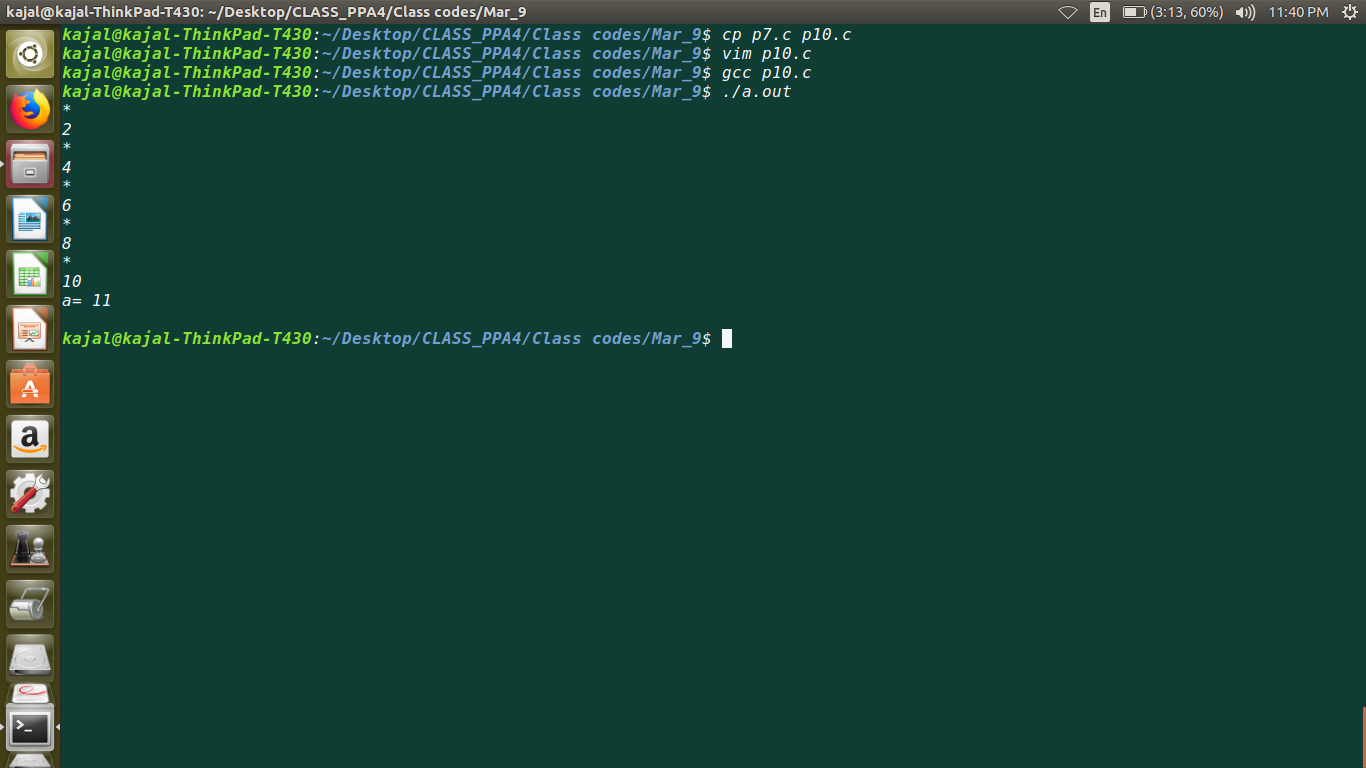 kajal@kajal-ThinkPad-T430: ~/Desktop/CLASS_PPA4/Class codes/Mar_9
En (3:13, 60%) 11:40 PM
kajal@kajal-ThinkPad-T430:~/Desktop/CLASS_PPA4/Class codes/Mar_9$ cp p7.c p10.c
kajal@kajal-ThinkPad-T430:~/Desktop/CLASS_PPA4/Class codes/Mar_9$ vim p10.c
kajal@kajal-ThinkPad-T430:~/Desktop/CLASS_PPA4/Class codes/Mar_9$ gcc p10.c
kajal@kajal-ThinkPad-T430:~/Desktop/CLASS_PPA4/Class codes/Mar_9$ ./a.out
*
2
*
4
*
6
*
8
*
10
a= 11
kajal@kajal-ThinkPad-T430:~/Desktop/CLASS_PPA4/Class codes/Mar_9$